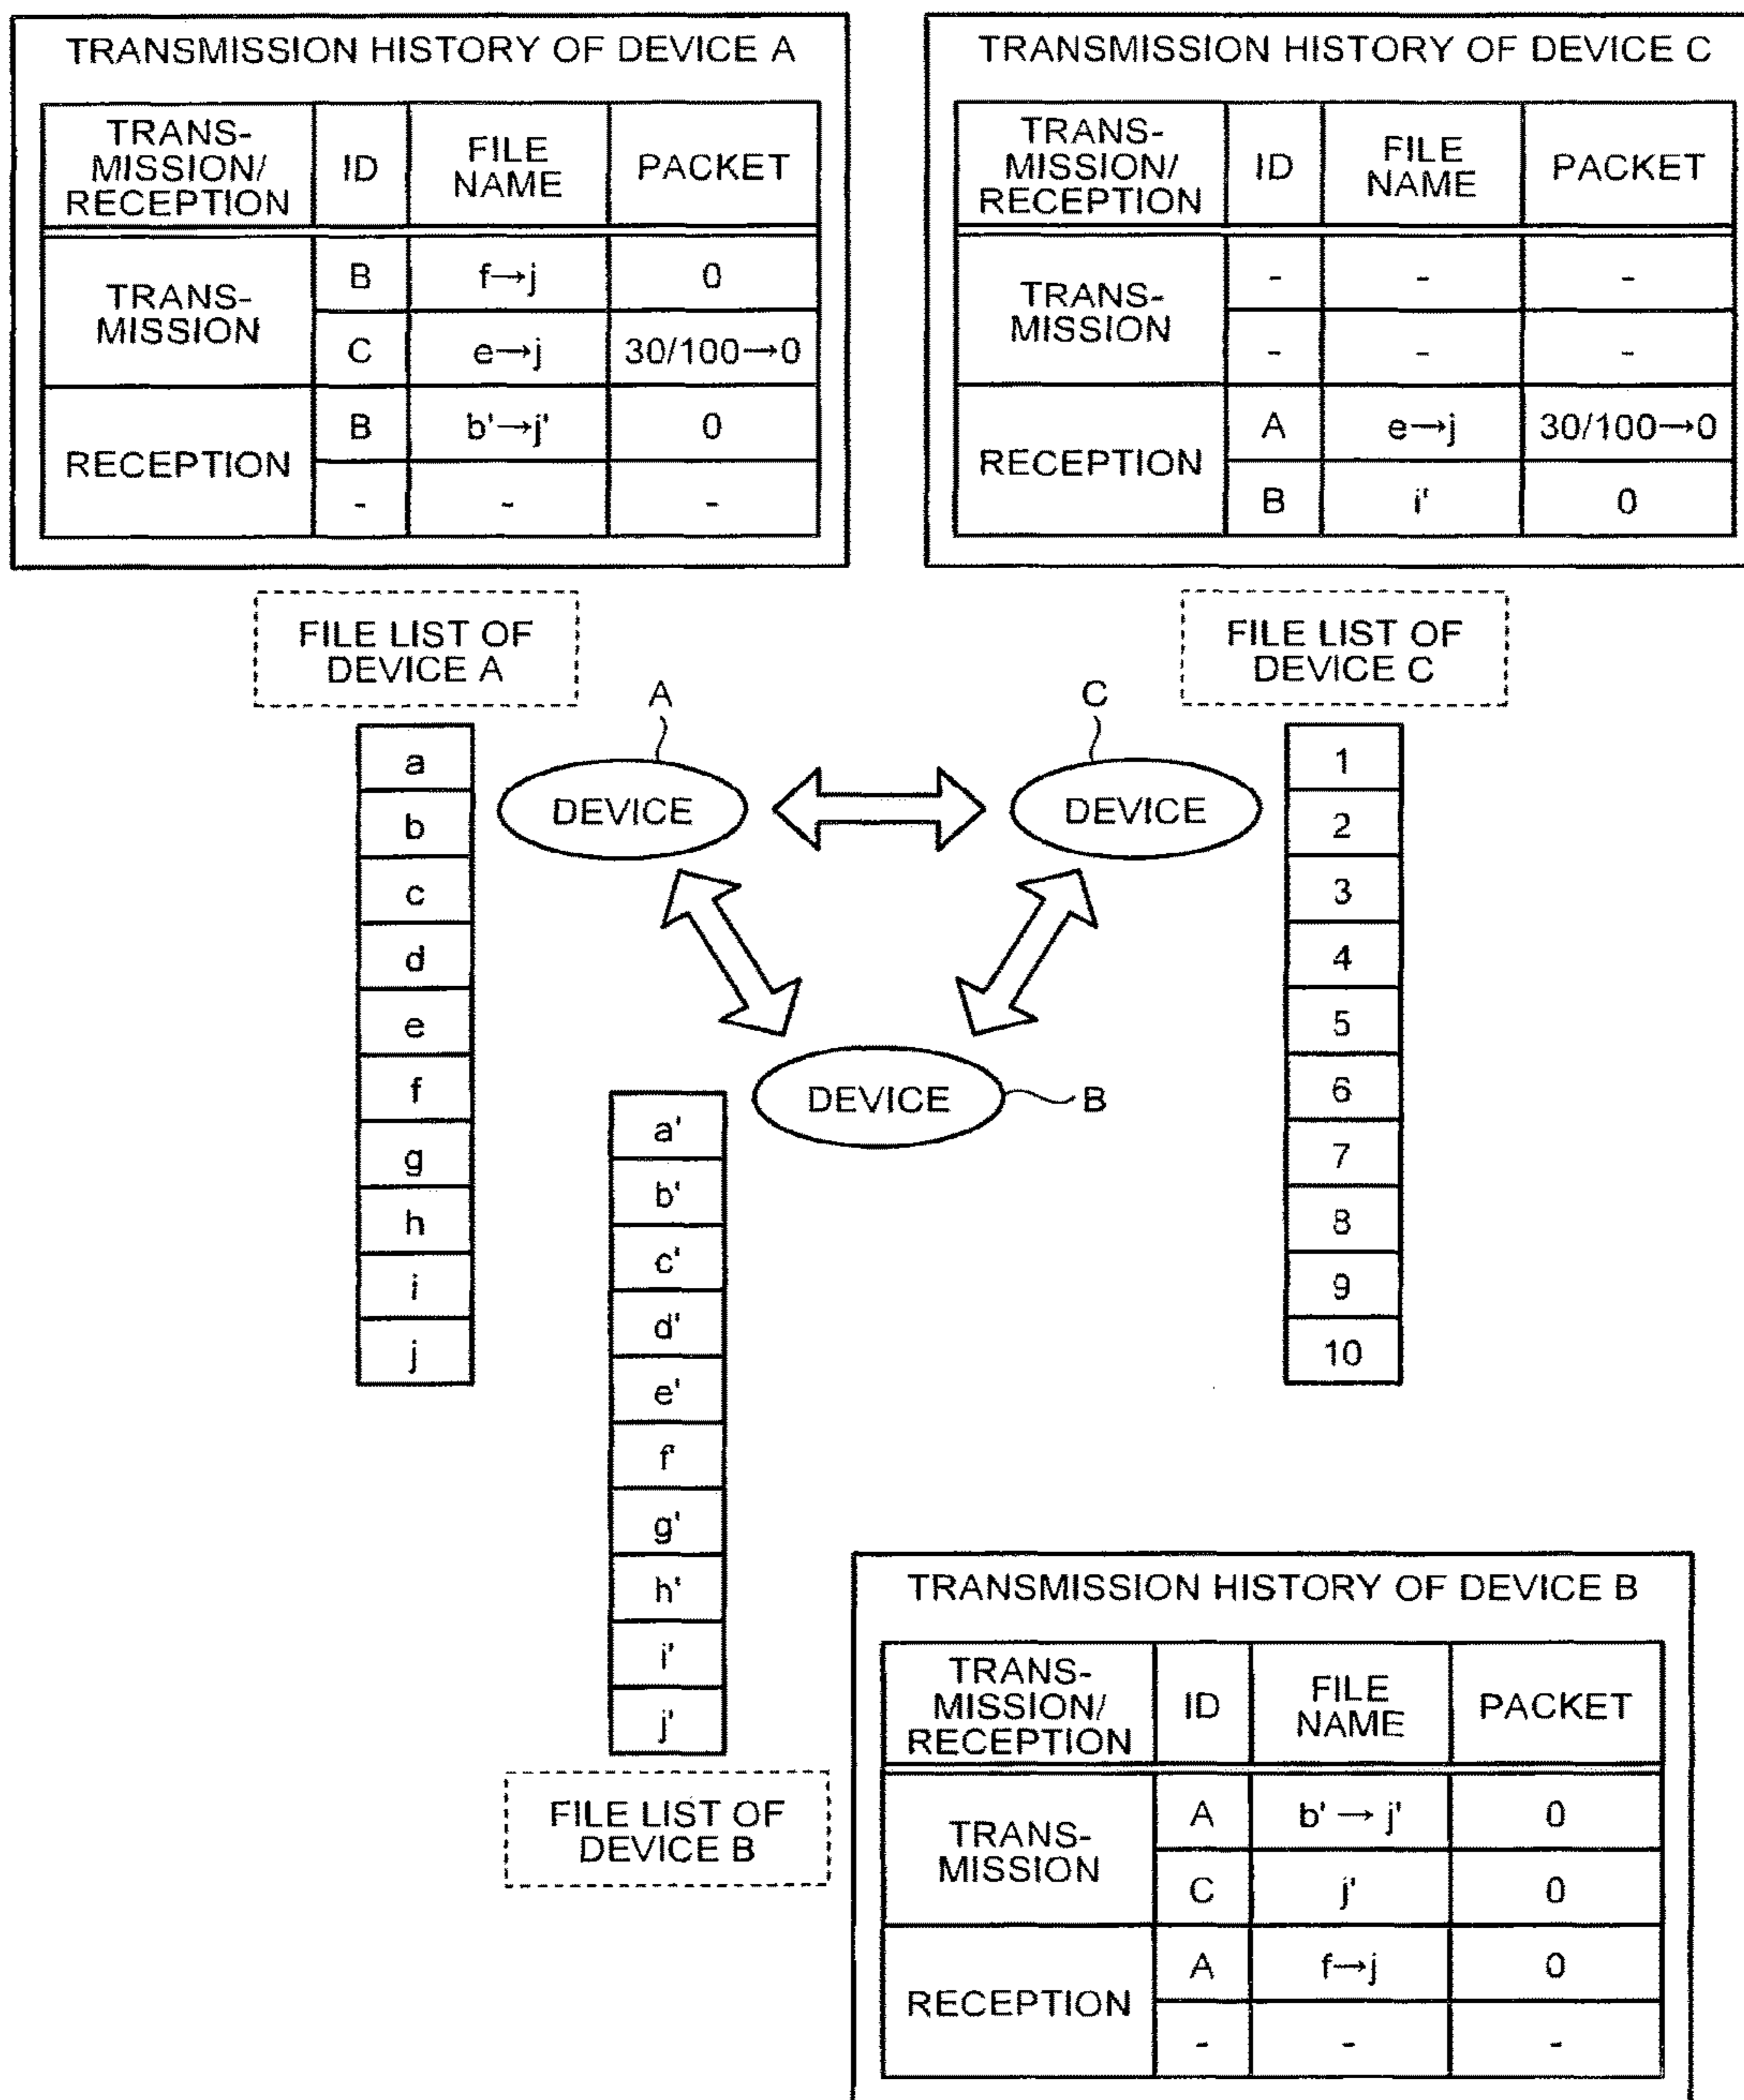 TRANSMISSION HISTORY OF DEVICE A
TRANS-
MISSION/
RECEPTION
ID
FILE
NAME
PACKET
TRANS-
MISSION
B
f→j
0
C
e→j
30/100→0
RECEPTION
B
b'→j'
0
-
-
-
TRANSMISSION HISTORY OF DEVICE C
TRANS-
MISSION/
RECEPTION
ID
FILE
NAME
PACKET
TRANS-
MISSION
-
-
-
-
-
-
RECEPTION
A
e→j
30/100→0
B
i'
0
FILE LIST OF
DEVICE A
a
b
c
d
e
f
g
h
i
j
A
DEVICE
C
DEVICE
DEVICE
B
FILE LIST OF
DEVICE C
1
2
3
4
5
6
7
8
9
10
a'
b'
c'
d'
e'
f'
g'
h'
i'
j'
FILE LIST OF
DEVICE B
TRANSMISSION HISTORY OF DEVICE B
TRANS-
MISSION/
RECEPTION
ID
FILE
NAME
PACKET
TRANS-
MISSION
A
b' → j'
0
C
j'
0
RECEPTION
A
f→j
0
-
-
-